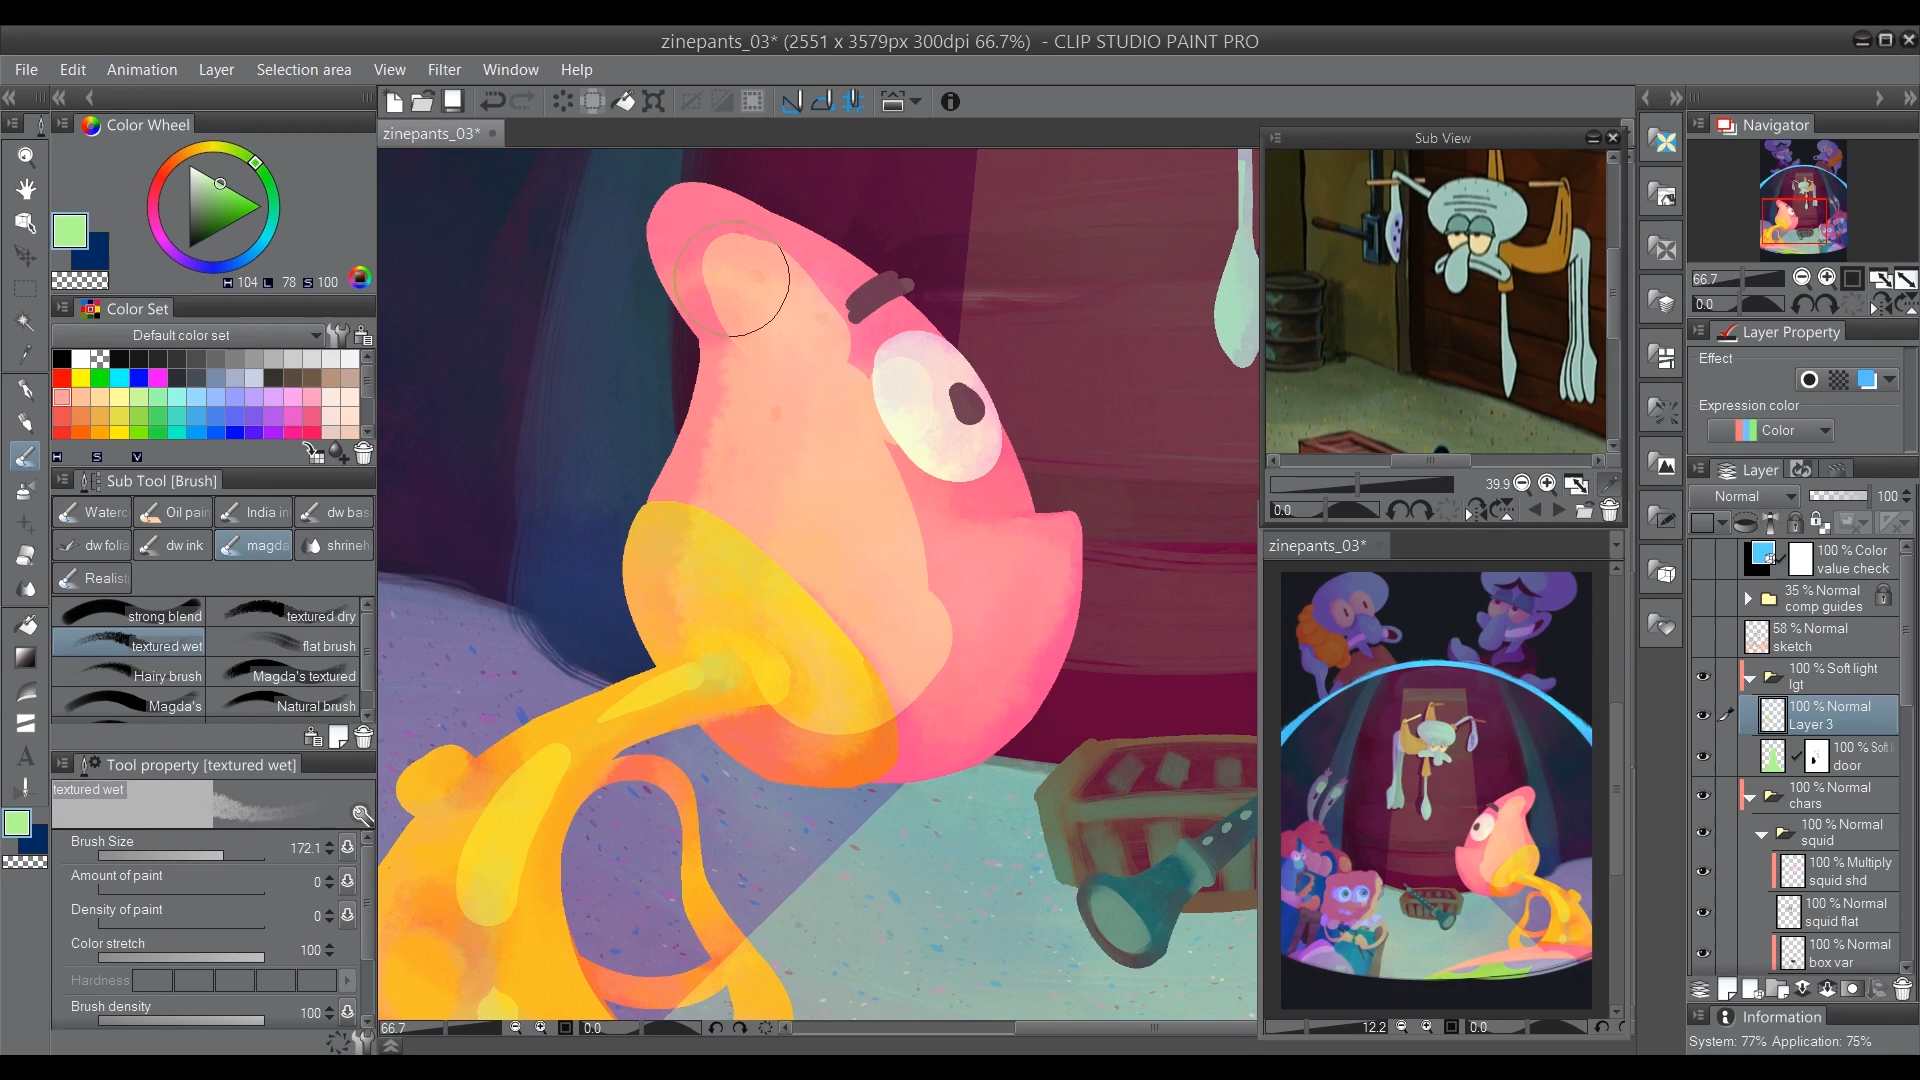 zinepants_03* (2551 x 3579px 300dpi 66.7%) - CLIP STUDIO PAINT PRO
File Edit Animation Layer Selection area View Filter Window Help
Color Wheel
H 104 L 78 S 100
Color Set
Default color set
H S V
Sub Tool [Brush]
Waterc Oil pain India in dw bas
dw folia dw ink magda shrineh
Realist
strong blend textured dry
textured wet flat brush
Hairy brush Magda's textured
Magda's Natural brush
Tool property [textured wet]
textured wet
Brush Size 172.1
Amount of paint 0
Density of paint 0
Color stretch 100
Hardness
Brush density 100
zinepants_03*
66.7 0.0
Sub View
39.9
0.0
zinepants_03*
12.2 0.0
Navigator
66.7
0.0
Layer Property
Effect
Expression color
Color
Layer
Normal 100
100 % Color
value check
35 % Normal
comp guides
58 % Normal
sketch
100 % Soft light
lgt
100 % Normal
Layer 3
100 % Soft l
door
100 % Normal
chars
100 % Normal
squid
100 % Multiply
squid shd
100 % Normal
squid flat
100 % Normal
box var
Information
System: 77% Application: 75%